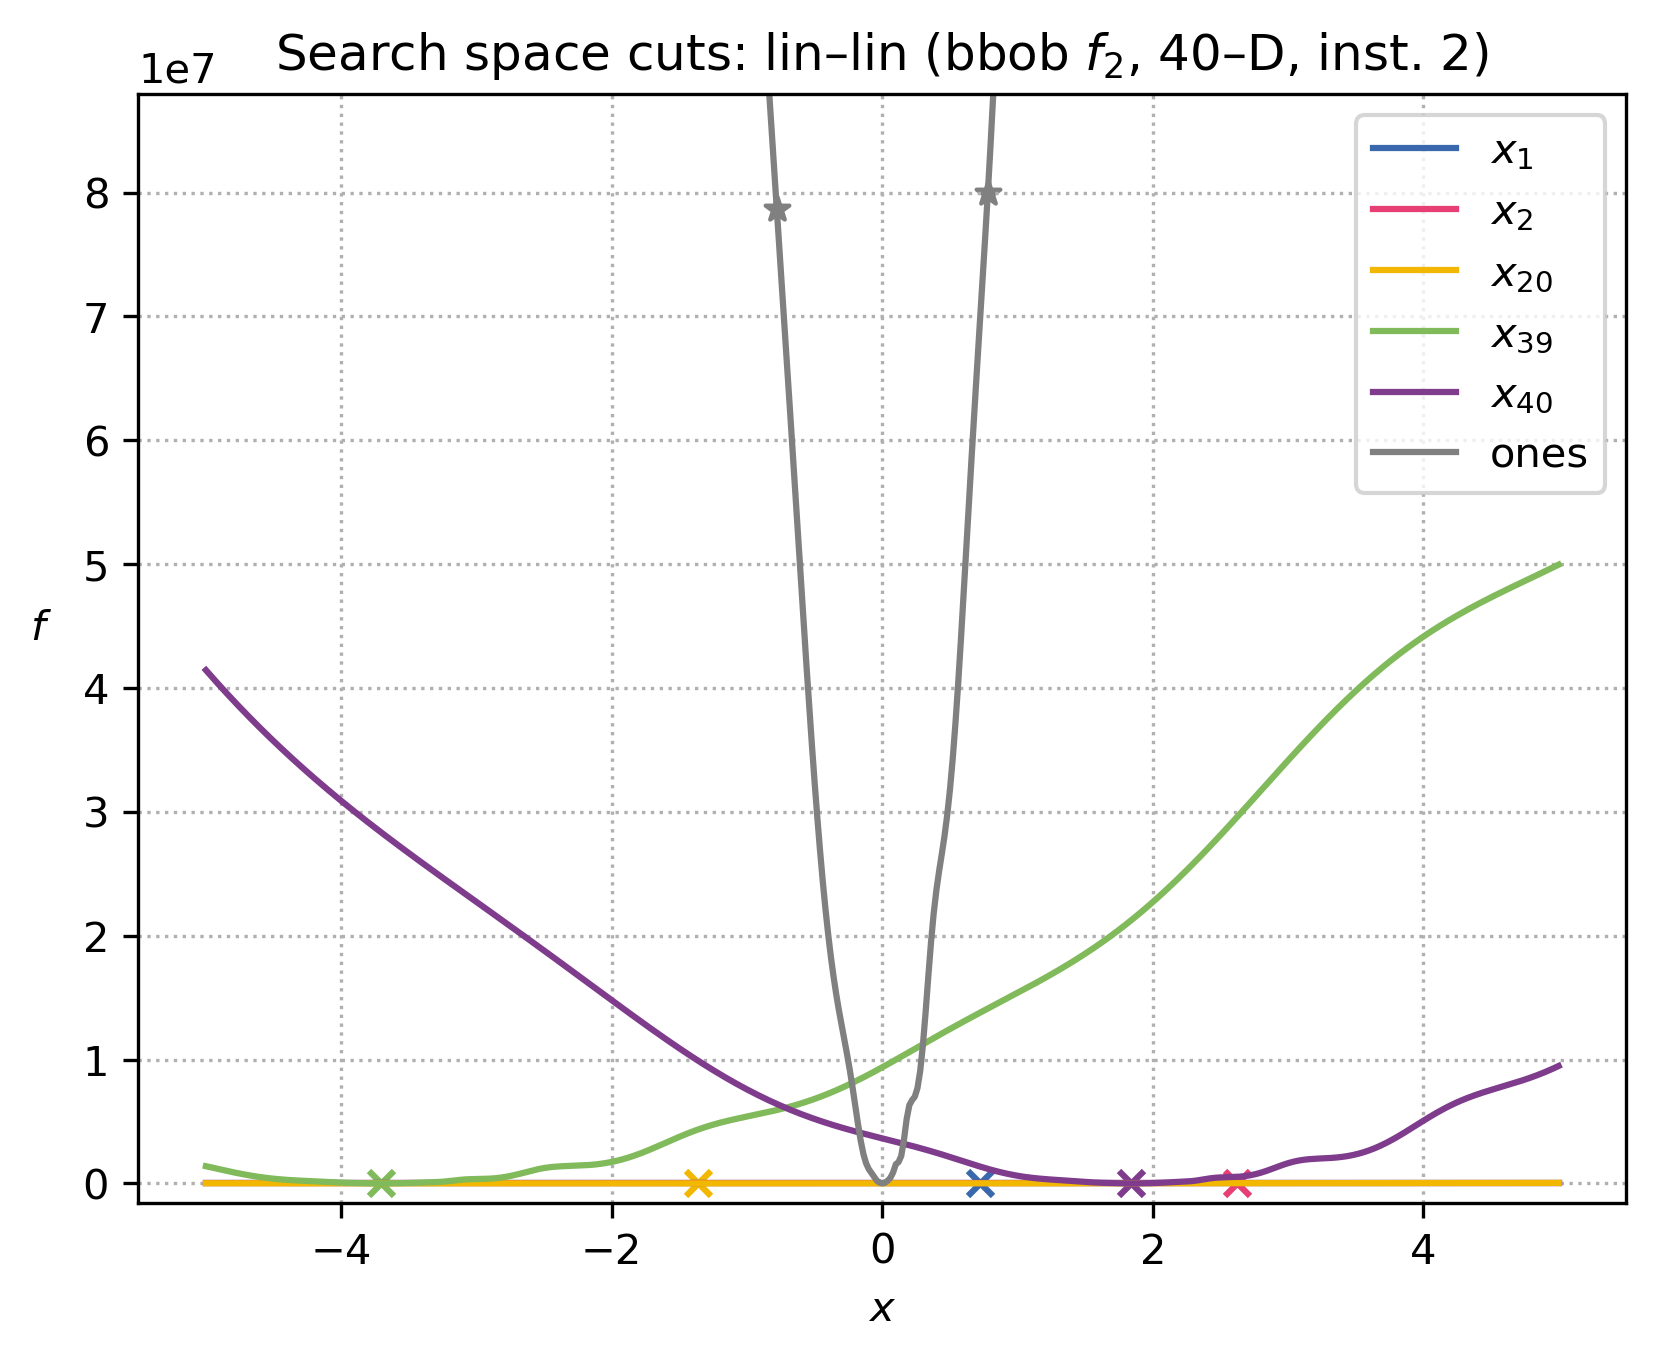 Search space cuts: lin–lin (bbob f₂, 40–D, inst. 2)
1e7
x₁
x₂
x₂₀
x₃₉
x₄₀
ones
8
7
6
5
4
3
2
1
0
f
−4 −2 0 2 4
x